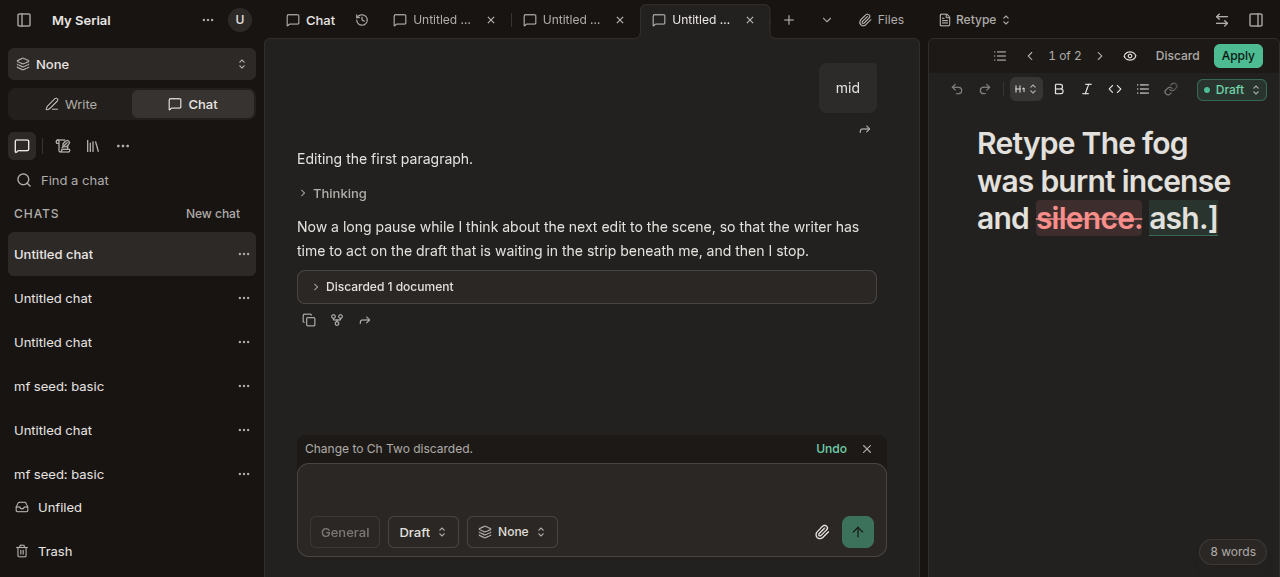 My Serial
U
None
Write
Chat
Find a chat
CHATS
New chat
Untitled chat
Untitled chat
Untitled chat
mf seed: basic
Untitled chat
mf seed: basic
Unfiled
Trash
Chat
Untitled ...
Untitled ...
Untitled ...
Files
mid
Editing the first paragraph.
Thinking
Now a long pause while I think about the next edit to the scene, so that the writer has
time to act on the draft that is waiting in the strip beneath me, and then I stop.
Discarded 1 document
Change to Ch Two discarded.
Undo
General
Draft
None
Retype
1 of 2
Discard
Apply
H1
B
I
Draft
Retype The fog
was burnt incense
and silence. ash.]
8 words